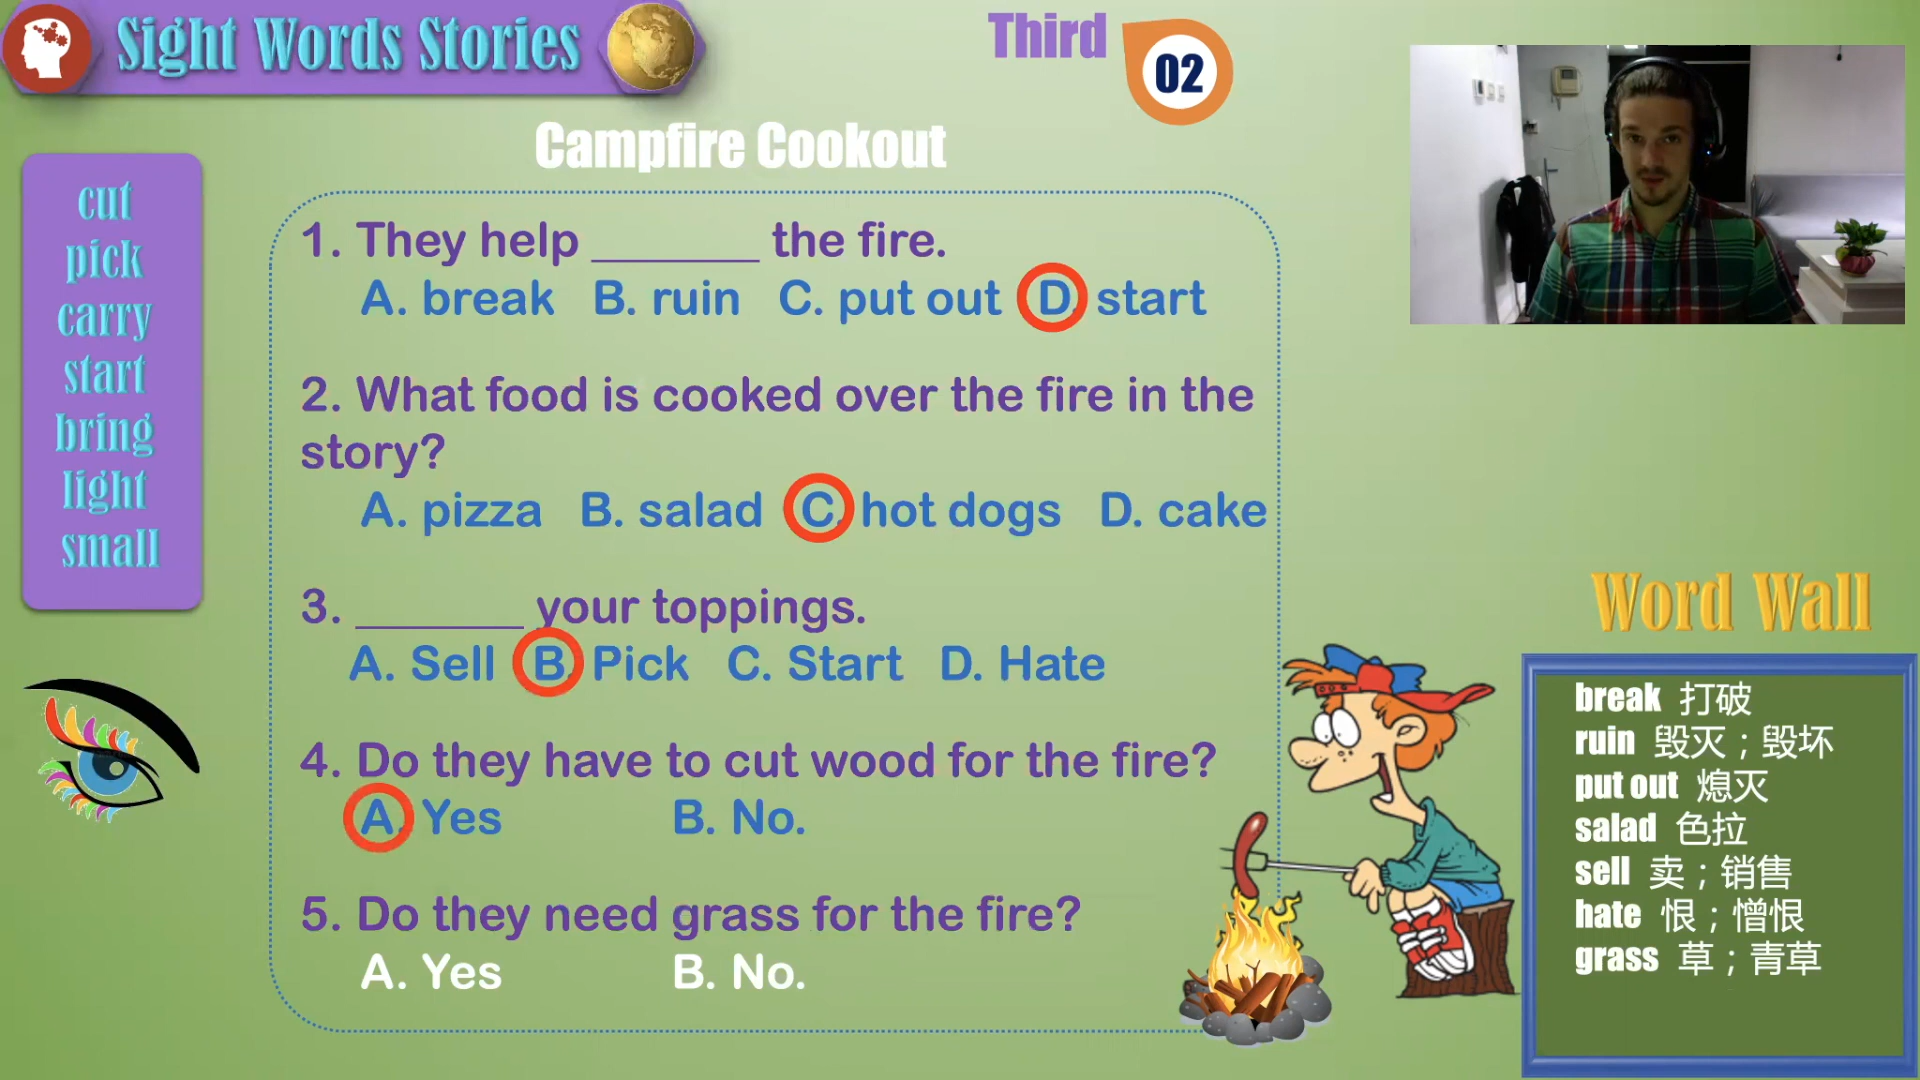 Sight Words Stories
Third
02
Campfire Cookout
cut
pick
carry
start
bring
light
small
1. They help _______ the fire.
A. break B. ruin C. put out D. start
2. What food is cooked over the fire in the
story?
A. pizza B. salad C. hot dogs D. cake
3. _______ your toppings.
A. Sell B. Pick C. Start D. Hate
4. Do they have to cut wood for the fire?
A. Yes B. No.
5. Do they need grass for the fire?
A. Yes B. No.
Word Wall
break 打破
ruin 毁灭；毁坏
put out 熄灭
salad 色拉
sell 卖；销售
hate 恨；憎恨
grass 草；青草